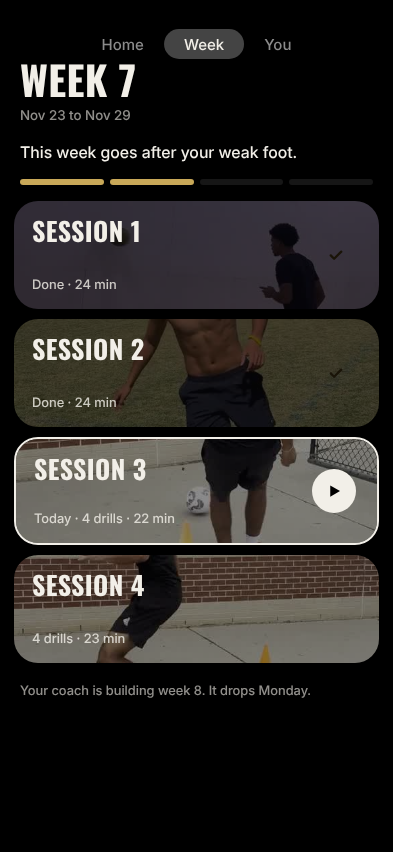 Home Week You
WEEK 7
Nov 23 to Nov 29
This week goes after your weak foot.
SESSION 1
Done · 24 min
SESSION 2
Done · 24 min
SESSION 3
Today · 4 drills · 22 min
SESSION 4
4 drills · 23 min
Your coach is building week 8. It drops Monday.